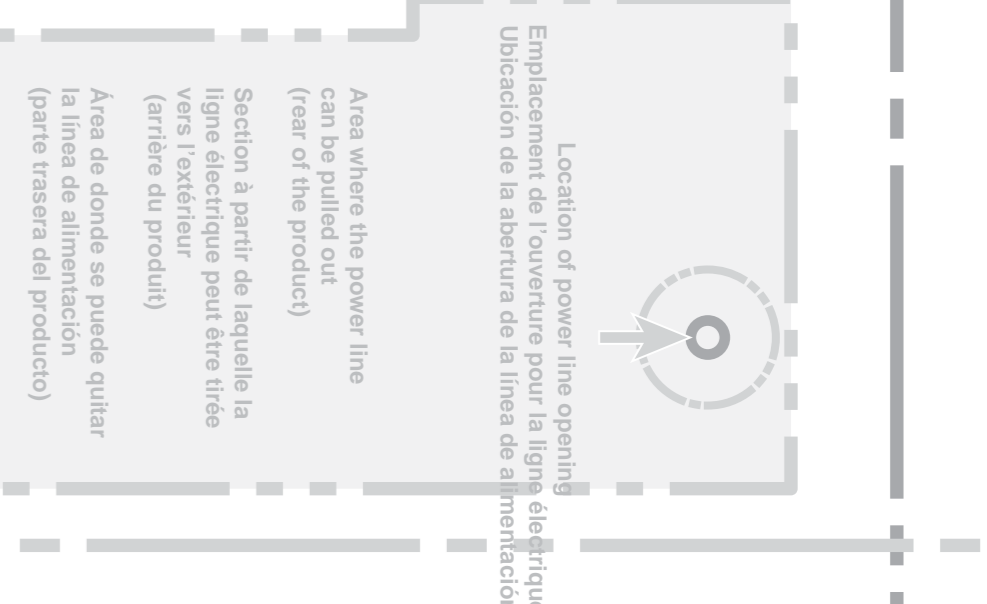 Location of power line opening
Emplacement de l'ouverture pour la ligne électrique
Ubicación de la abertura de la línea de alimentación
Area where the power line
can be pulled out
(rear of the product)
Section à partir de laquelle la
ligne électrique peut être tirée
vers l'extérieur
(arrière du produit)
Área de donde se puede quitar
la línea de alimentación
(parte trasera del producto)